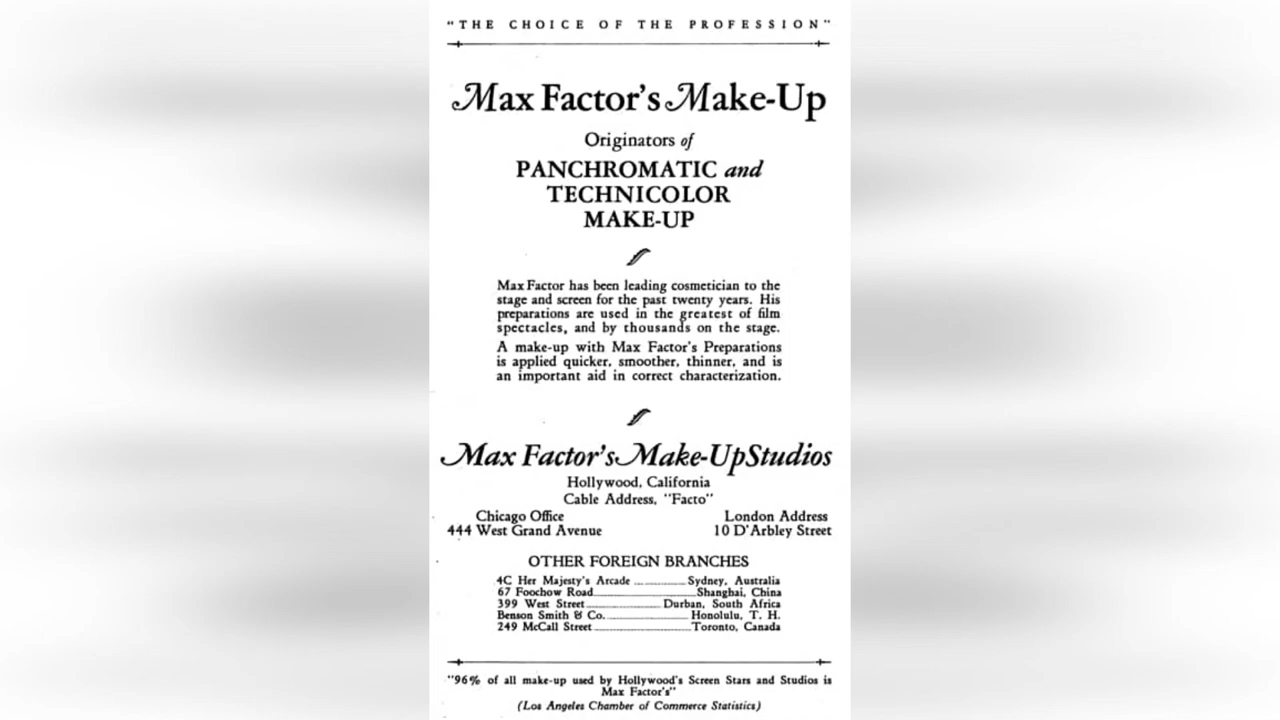 "THE CHOICE OF THE PROFESSION"
Max Factor's Make-Up
Originators of
PANCHROMATIC and
TECHNICOLOR
MAKE-UP
Max Factor has been leading cosmetician to the
stage and screen for the past twenty years. His
preparations are used in the greatest of film
spectacles, and by thousands on the stage.
A make-up with Max Factor's Preparations
is applied quicker, smoother, thinner, and is
an important aid in correct characterization.
Max Factor's Make-Up Studios
Hollywood, California
Cable Address, "Facto"
Chicago Office London Address
444 West Grand Avenue 10 D'Arbley Street
OTHER FOREIGN BRANCHES
4C Her Majesty's Arcade Sydney, Australia
67 Foochow Road Shanghai, China
399 West Street Durban, South Africa
Benson Smith & Co. Honolulu, T. H.
249 McCall Street Toronto, Canada
"96% of all make-up used by Hollywood's Screen Stars and Studios is
Max Factor's"
(Los Angeles Chamber of Commerce Statistics)